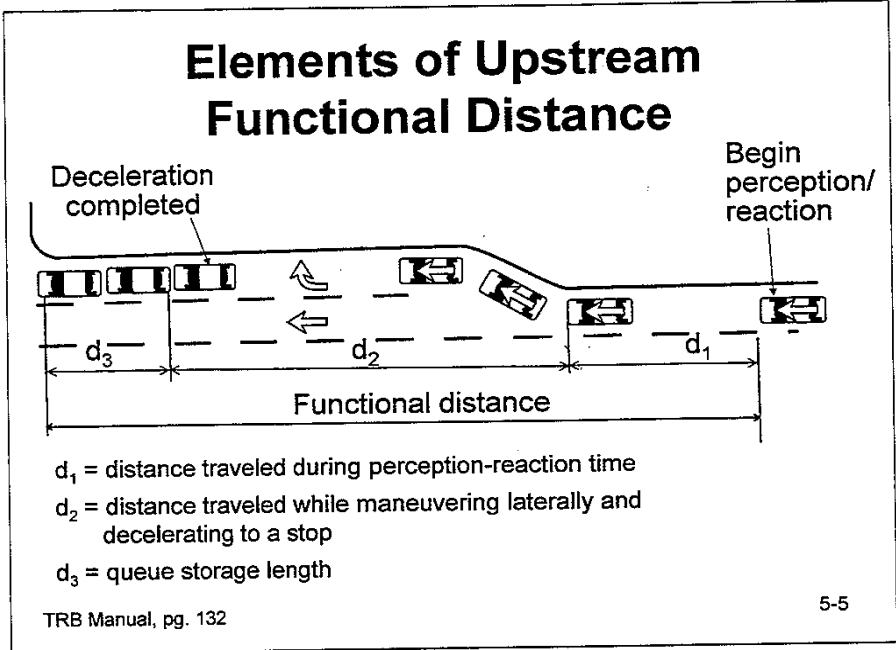 Elements of Upstream
Functional Distance
Deceleration
completed
Begin
perception/
reaction
d₃
d₂
d₁
Functional distance
d₁ = distance traveled during perception-reaction time
d₂ = distance traveled while maneuvering laterally and
decelerating to a stop
d₃ = queue storage length
TRB Manual, pg. 132
5-5